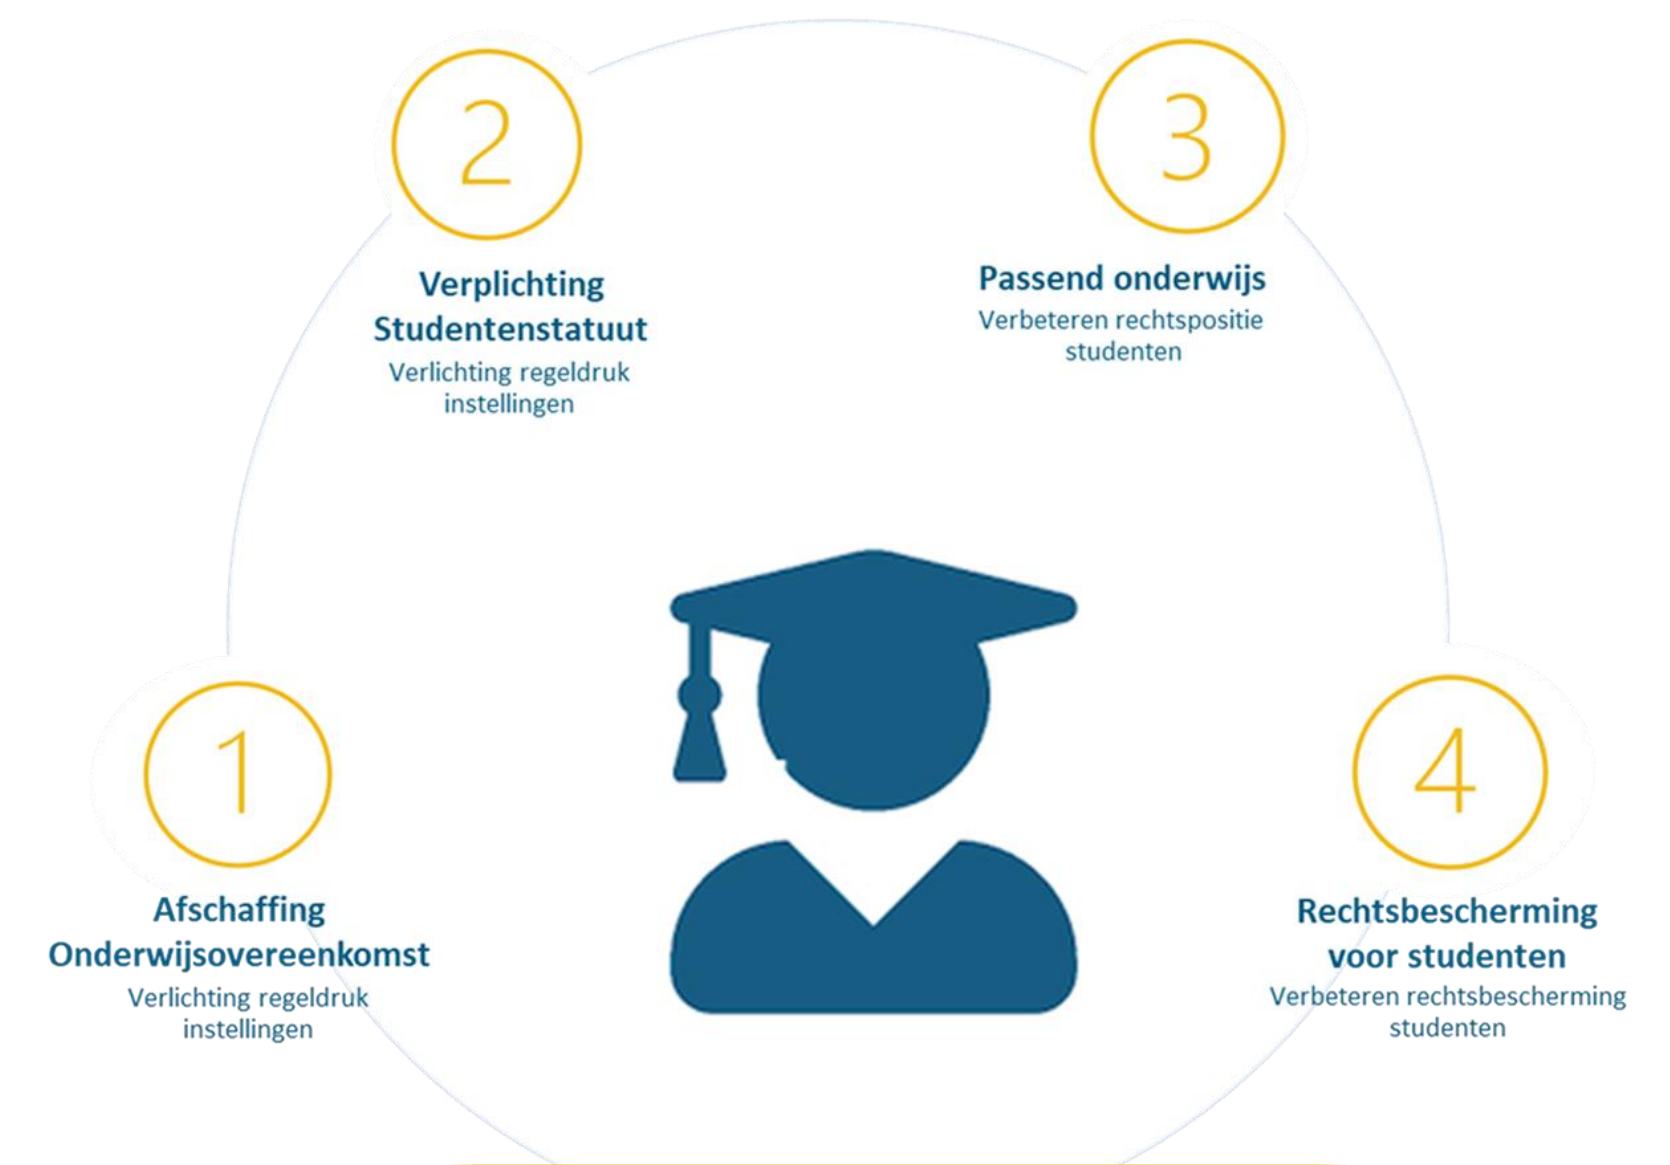 1
Afschaffing
Onderwijsovereenkomst
Verlichting regeldruk
instellingen
2
Verplichting
Studentenstatuut
Verlichting regeldruk
instellingen
3
Passend onderwijs
Verbeteren rechtspositie
studenten
4
Rechtsbescherming
voor studenten
Verbeteren rechtsbescherming
studenten